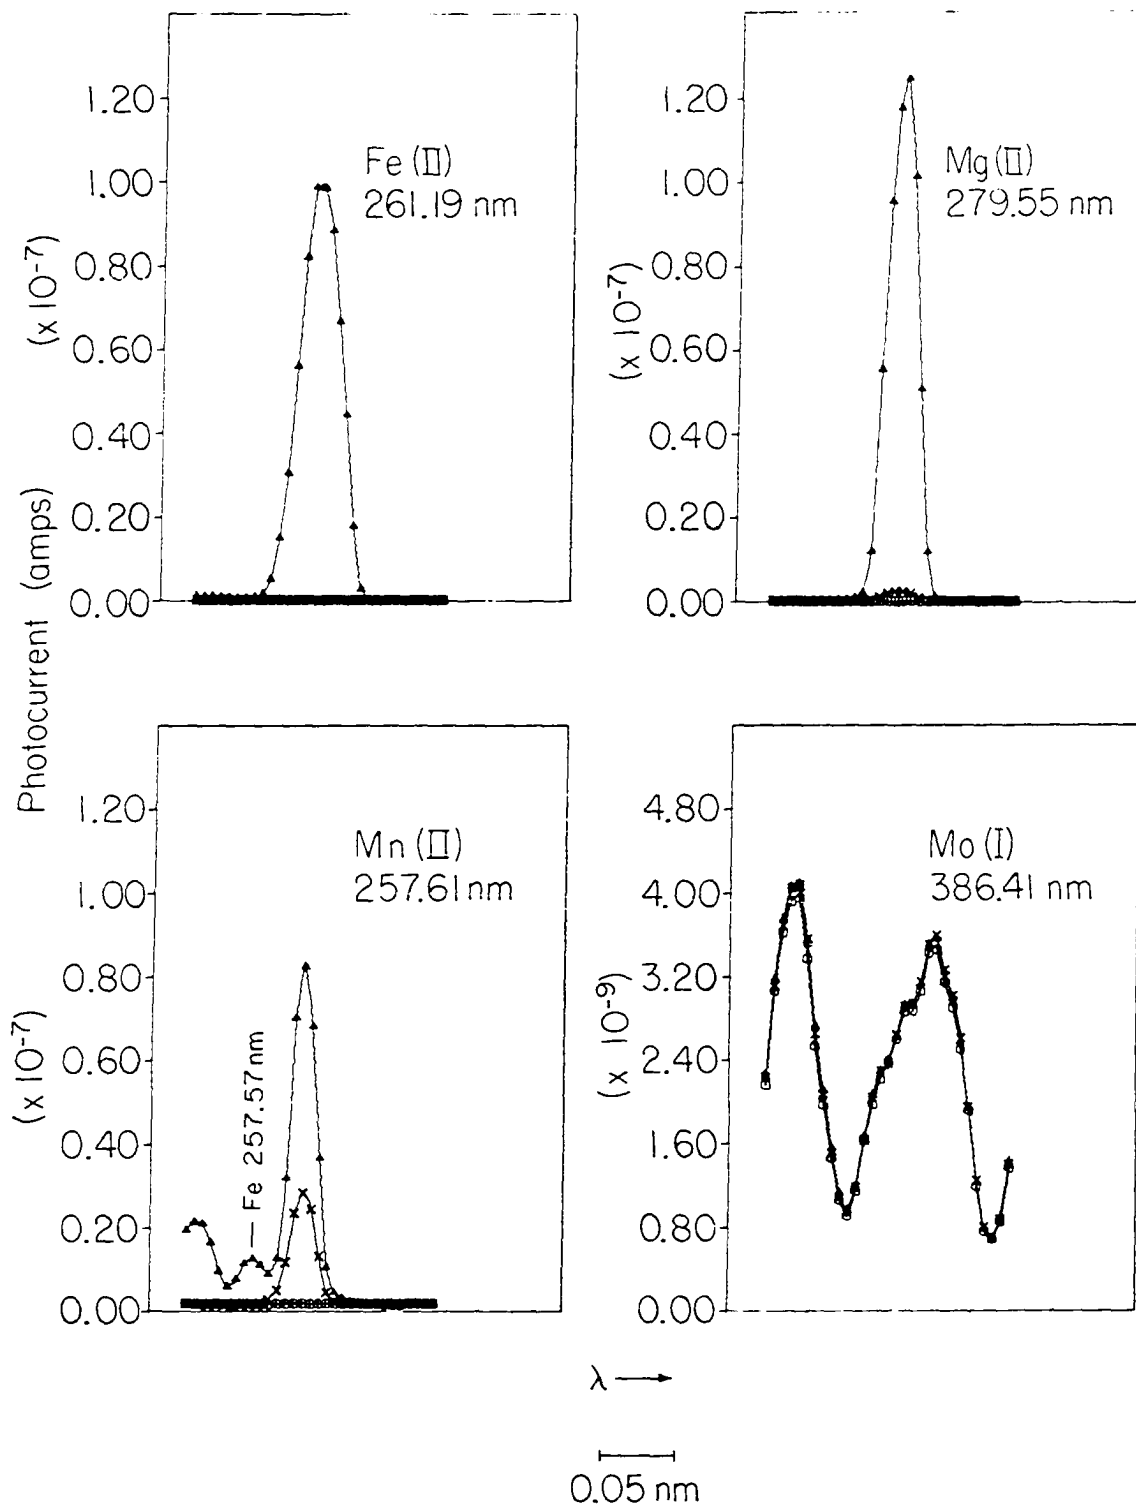 Photocurrent (amps)
(x 10-7)
1.20
1.00
0.80
0.60
0.40
0.20
0.00
Fe (II)
261.19 nm
(x 10-7)
1.20
1.00
0.80
0.60
0.40
0.20
0.00
Mg (II)
279.55 nm
(x 10-7)
1.20
1.00
0.80
0.60
0.40
0.20
0.00
Mn (II)
257.61 nm
Fe 257.57nm
(x 10-9)
4.80
4.00
3.20
2.40
1.60
0.80
0.00
Mo (I)
386.41 nm
λ
0.05 nm